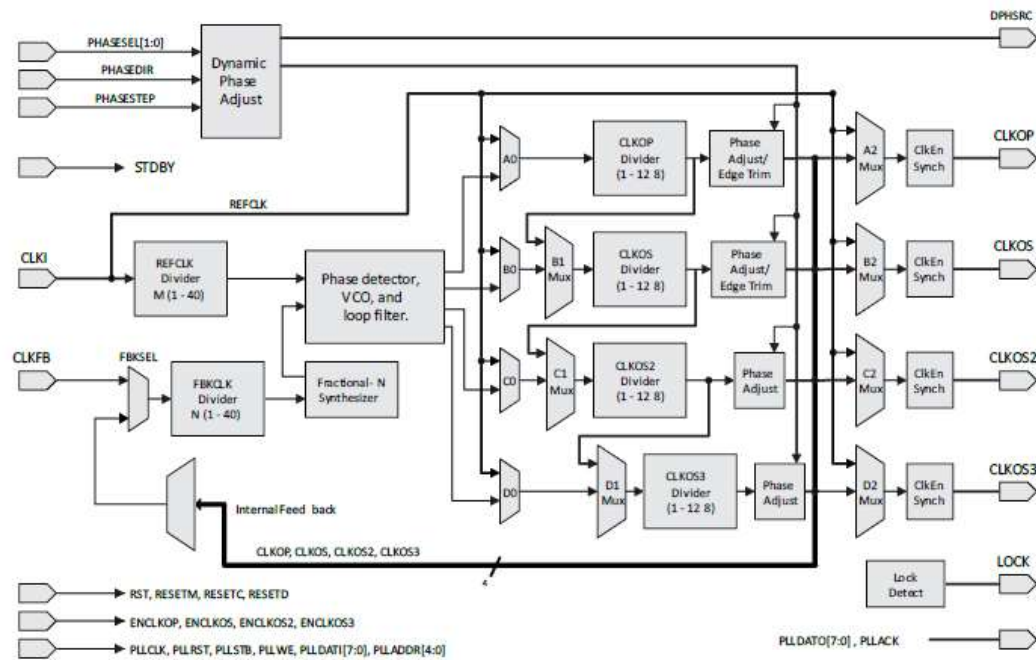 DPHSRC
PHASESEL[1:0]
PHASEDIR
PHASESTEP
Dynamic
Phase
Adjust
STDBY
REFCLK
CLKI
REFCLK
Divider
M (1 - 40)
Phase detector,
VCO, and
loop filter.
CLKFB
FBKSEL
FBKCLK
Divider
N (1 - 40)
Fractional- N
Synthesizer
A0
CLKOP
Divider
(1 - 12 8)
Phase
Adjust/
Edge Trim
A2
Mux
ClkEn
Synch
CLKOP
B0
B1
Mux
CLKOS
Divider
(1 - 12 8)
Phase
Adjust/
Edge Trim
B2
Mux
ClkEn
Synch
CLKOS
C0
C1
Mux
CLKOS2
Divider
(1 - 12 8)
Phase
Adjust
C2
Mux
ClkEn
Synch
CLKOS2
D0
D1
Mux
CLKOS3
Divider
(1 - 12 8)
Phase
Adjust
D2
Mux
ClkEn
Synch
CLKOS3
Internal Feed back
CLKOP, CLKOS, CLKOS2, CLKOS3
4
Lock
Detect
LOCK
RST, RESETM, RESETC, RESETD
ENCLKOP, ENCLKOS, ENCLKOS2, ENCLKOS3
PLLCLK, PLLRST, PLLSTB, PLLWE, PLLDATI[7:0], PLLADDR[4:0]
PLLDATO[7:0] , PLLACK